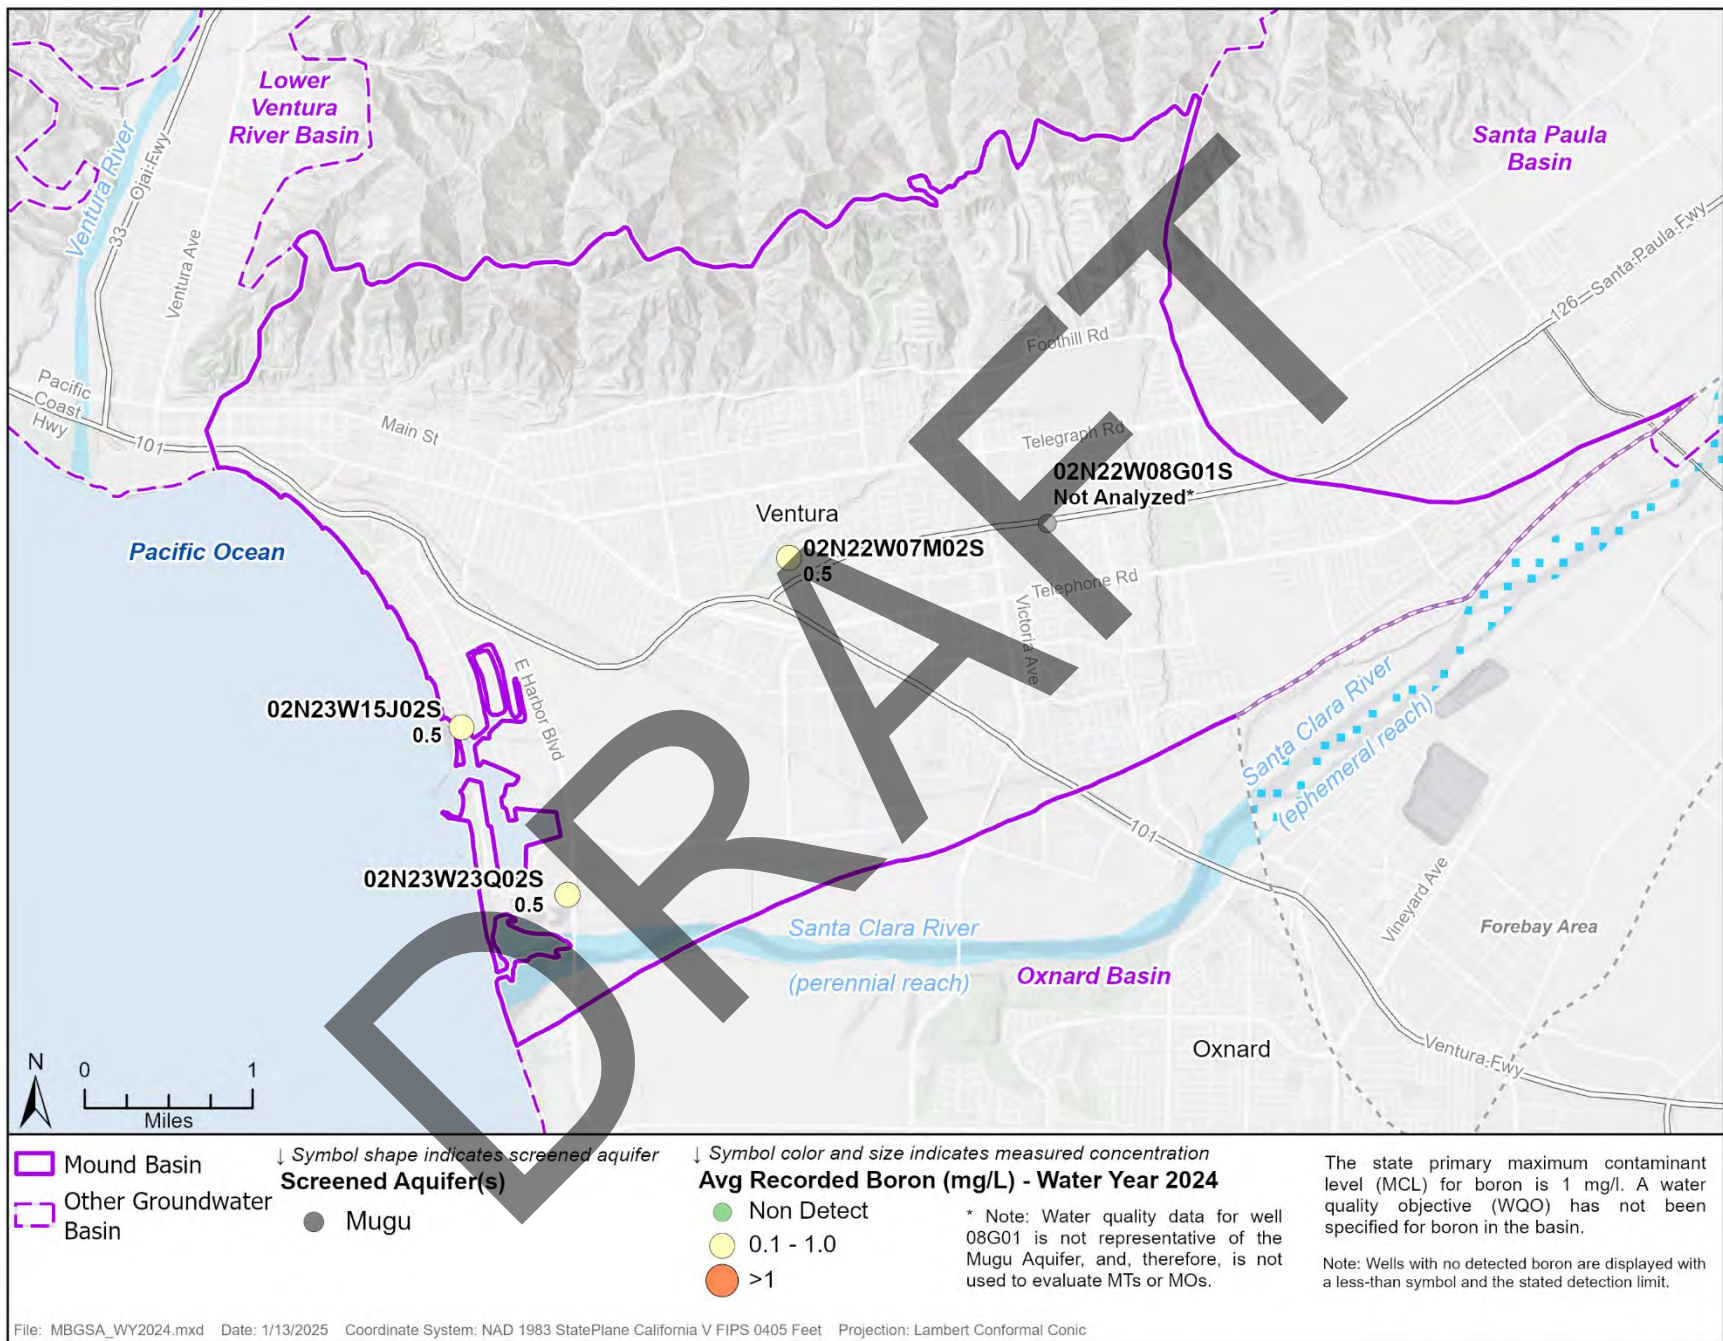 Lower
Ventura
River Basin
Santa Paula
Basin
Ventura River
33
Ojai Fwy
Ventura Ave
126
Santa Paula Fwy
Foothill Rd
Pacific
Coast
Hwy
101
Main St
Telegraph Rd
02N22W08G01S
Not Analyzed*
Ventura
Pacific Ocean
02N22W07M02S
0.5
Telephone Rd
Victoria Ave
E Harbor Blvd
02N23W15J02S
0.5
Santa Clara River
(ephemeral reach)
101
02N23W23Q02S
0.5
Vineyard Ave
Santa Clara River
(perennial reach)
Forebay Area
Oxnard Basin
Oxnard
Ventura Fwy
DRAFT
N
0 1
Miles
Mound Basin
Other Groundwater
Basin
↓ Symbol shape indicates screened aquifer
Screened Aquifer(s)
Mugu
↓ Symbol color and size indicates measured concentration
Avg Recorded Boron (mg/L) - Water Year 2024
Non Detect
0.1 - 1.0
>1
* Note: Water quality data for well
08G01 is not representative of the
Mugu Aquifer, and, therefore, is not
used to evaluate MTs or MOs.
The state primary maximum contaminant
level (MCL) for boron is 1 mg/l. A water
quality objective (WQO) has not been
specified for boron in the basin.
Note: Wells with no detected boron are displayed with
a less-than symbol and the stated detection limit.
File: MBGSA_WY2024.mxd Date: 1/13/2025 Coordinate System: NAD 1983 StatePlane California V FIPS 0405 Feet Projection: Lambert Conformal Conic